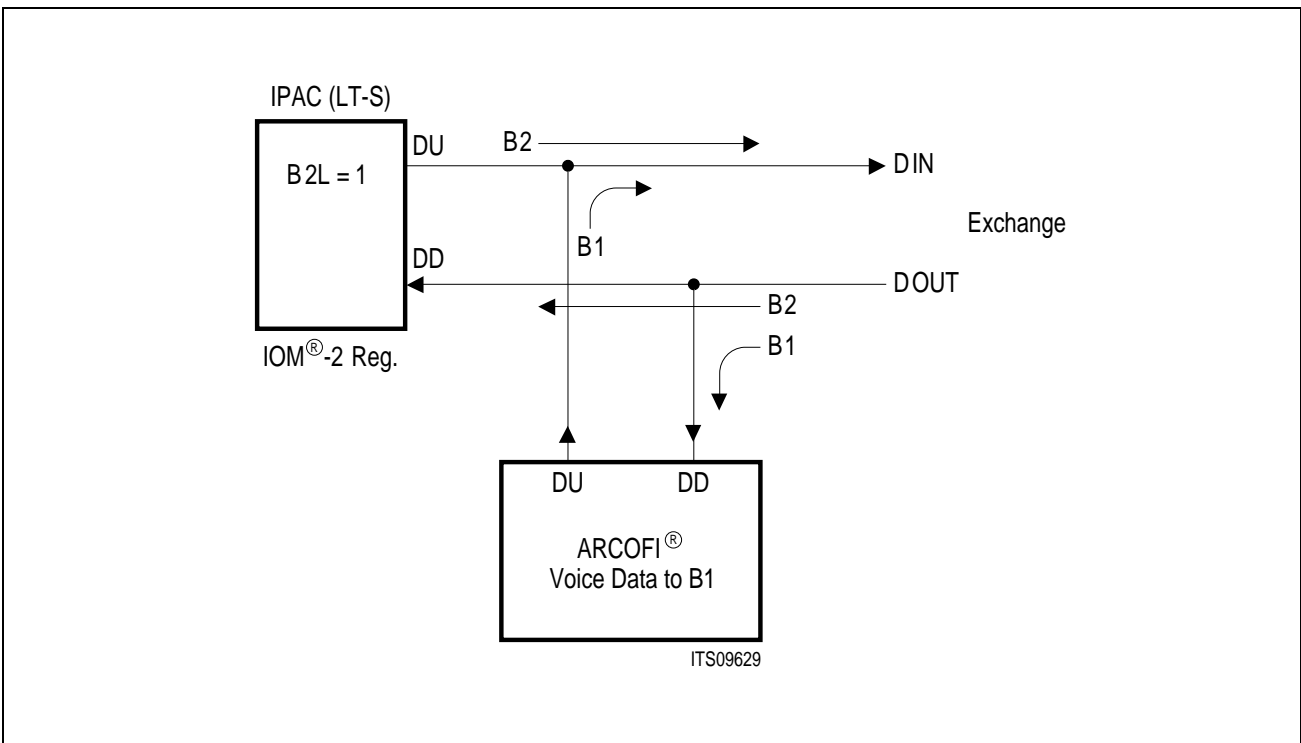 IPAC (LT-S)
DU
B2
DIN
B2L = 1
B1
Exchange
DD
DOUT
B2
B1
IOM®-2 Reg.
DU DD
ARCOFI®
Voice Data to B1
ITS09629